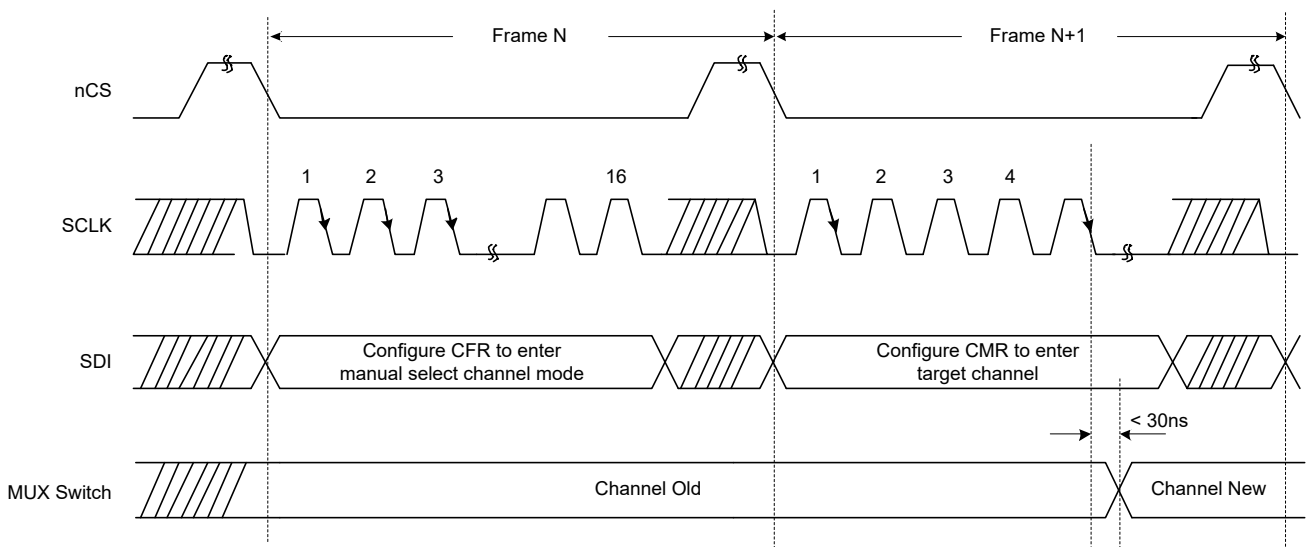 Frame N
Frame N+1
nCS
1
2
3
16
1
2
3
4
SCLK
Configure CFR to enter
manual select channel mode
Configure CMR to enter
target channel
SDI
< 30ns
MUX Switch
Channel Old
Channel New